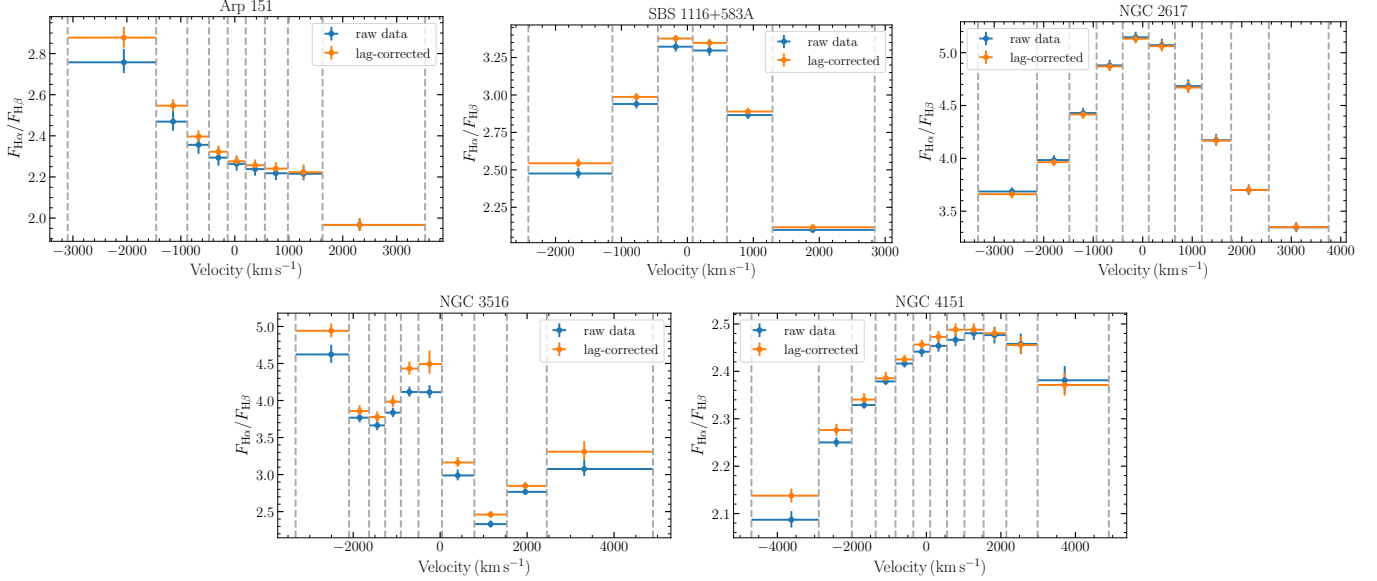 Arp 151
raw data
lag-corrected
2.8
2.6
2.4
2.2
2.0
F_Hα/F_Hβ
−3000 −2000 −1000 0 1000 2000 3000
Velocity (km s⁻¹)
SBS 1116+583A
raw data
lag-corrected
3.25
3.00
2.75
2.50
2.25
F_Hα/F_Hβ
−2000 −1000 0 1000 2000
Velocity (km s⁻¹)
NGC 2617
raw data
lag-corrected
5.0
4.5
4.0
3.5
F_Hα/F_Hβ
−3000 −2000 −1000 0 1000 2000 3000 4000
Velocity (km s⁻¹)
NGC 3516
raw data
lag-corrected
5.0
4.5
4.0
3.5
3.0
2.5
F_Hα/F_Hβ
−2000 0 2000 4000
Velocity (km s⁻¹)
NGC 4151
raw data
lag-corrected
2.5
2.4
2.3
2.2
2.1
F_Hα/F_Hβ
−4000 −2000 0 2000 4000
Velocity (km s⁻¹)